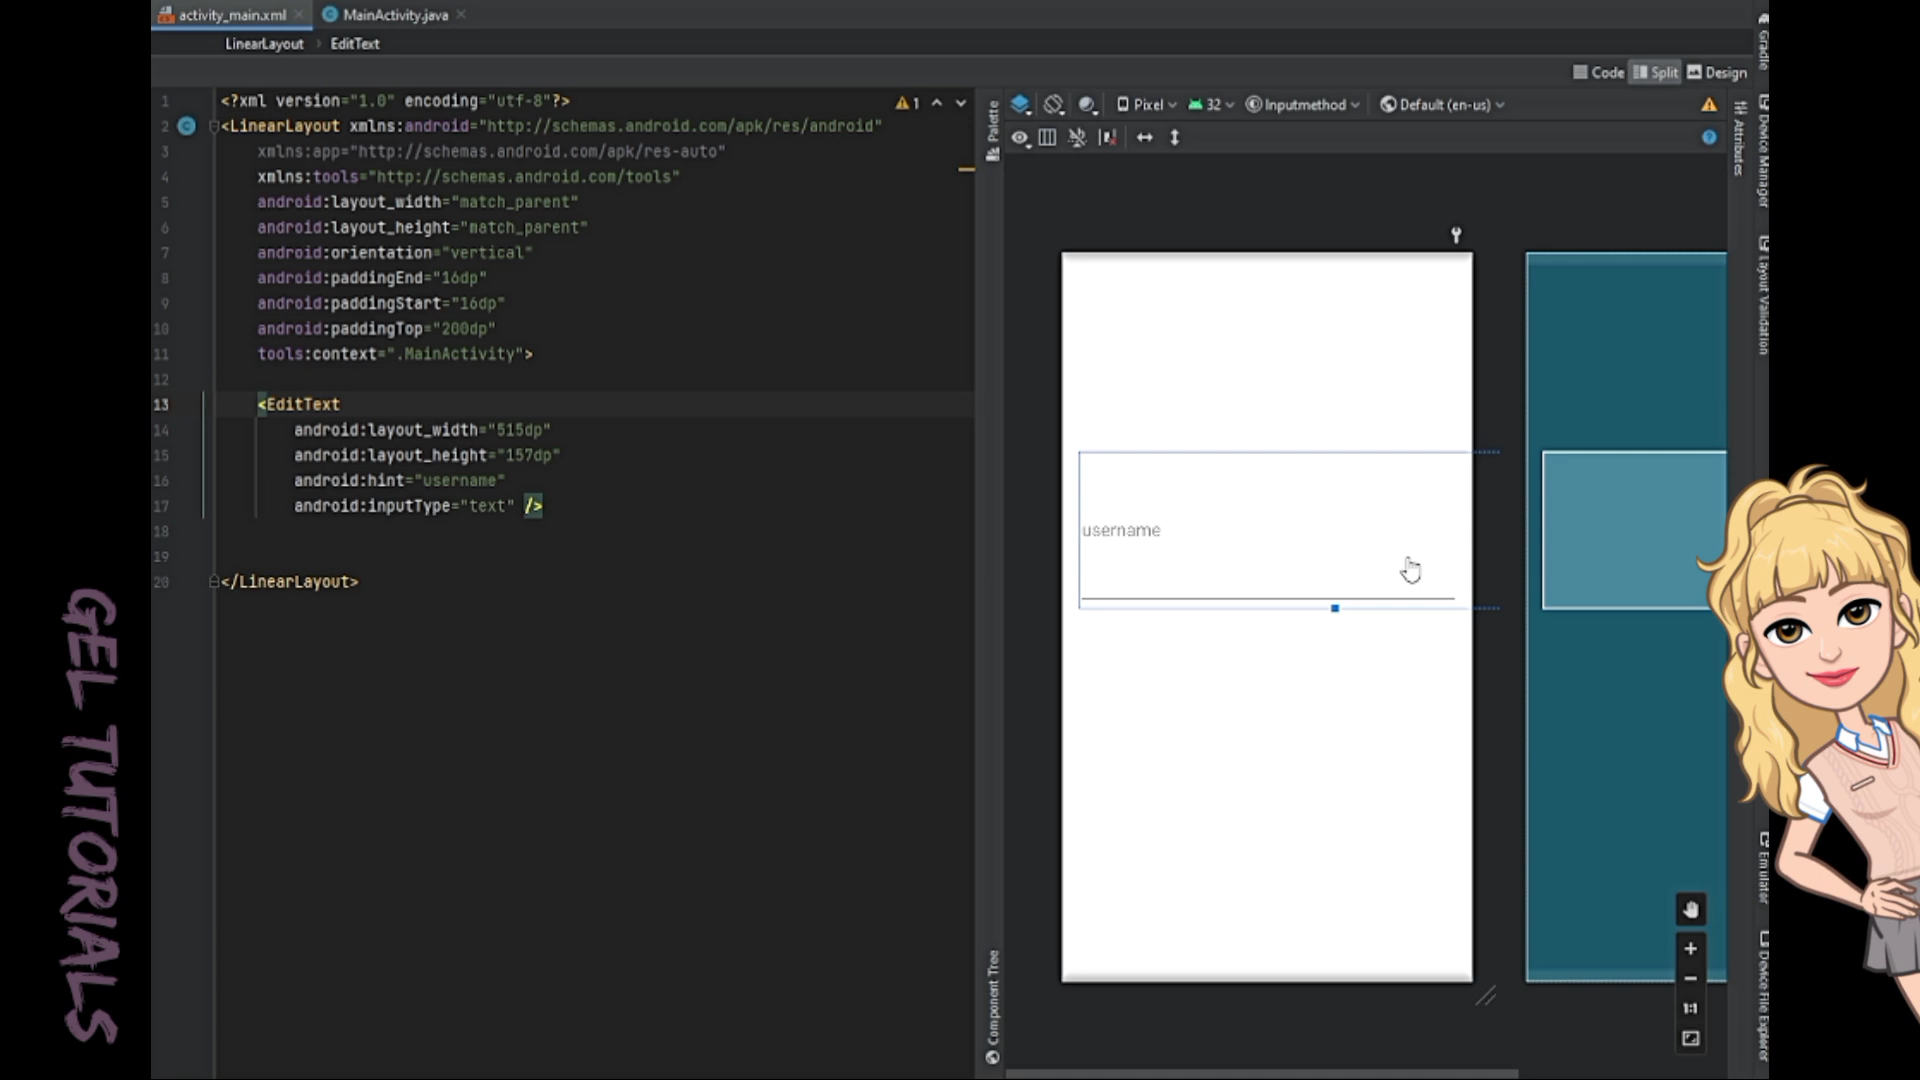 activity_main.xml
MainActivity.java
LinearLayout
EditText
Code
Split
Design
1 <?xml version="1.0" encoding="utf-8"?>
2 <LinearLayout xmlns:android="http://schemas.android.com/apk/res/android"
3 xmlns:app="http://schemas.android.com/apk/res-auto"
4 xmlns:tools="http://schemas.android.com/tools"
5 android:layout_width="match_parent"
6 android:layout_height="match_parent"
7 android:orientation="vertical"
8 android:paddingEnd="16dp"
9 android:paddingStart="16dp"
10 android:paddingTop="200dp"
11 tools:context=".MainActivity">
12
13 <EditText
14 android:layout_width="515dp"
15 android:layout_height="157dp"
16 android:hint="username"
17 android:inputType="text" />
18
19
20 </LinearLayout>
1
Palette
Component Tree
Pixel
32
Inputmethod
Default (en-us)
username
1:1
Attributes
Gradle
Device Manager
Layout Validation
Emulator
Device File Explorer
GEL TUTORIALS